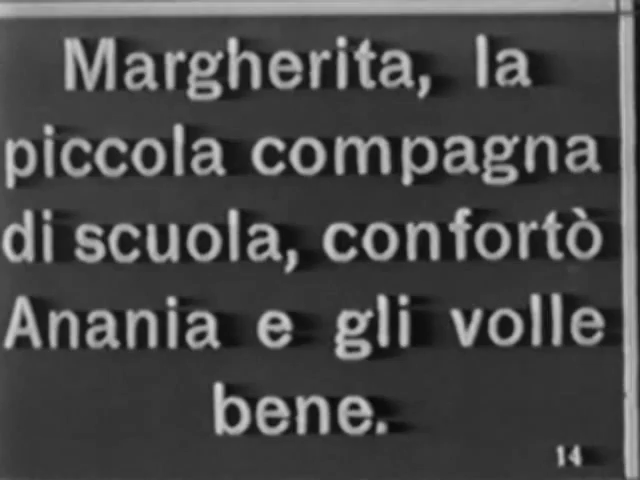 Margherita, la
piccola compagna
di scuola, confortò
Anania e gli volle
bene.
14